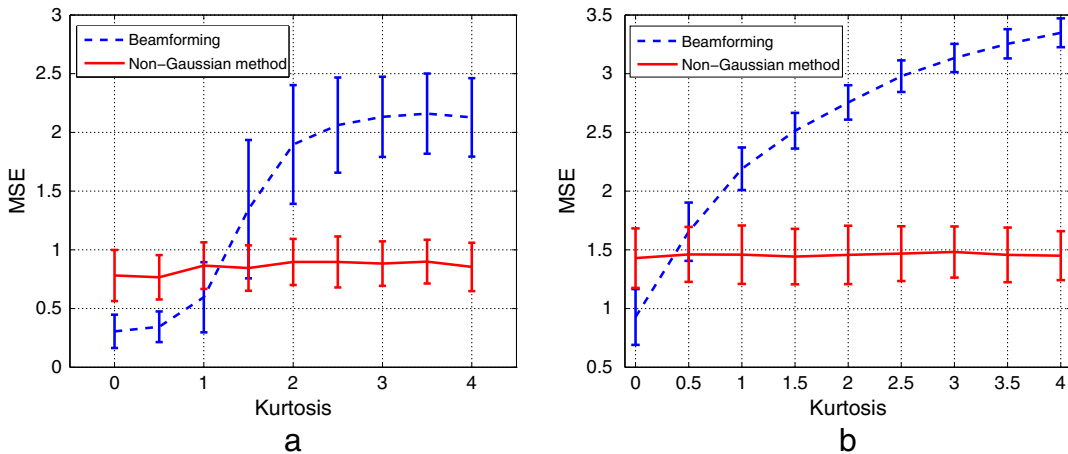 3
2.5
2
1.5
1
0.5
0
MSE
Beamforming
Non-Gaussian method
0 1 2 3 4
Kurtosis
a
3.5
3
2.5
2
1.5
1
0.5
MSE
Beamforming
Non-Gaussian method
0 0.5 1 1.5 2 2.5 3 3.5 4
Kurtosis
b